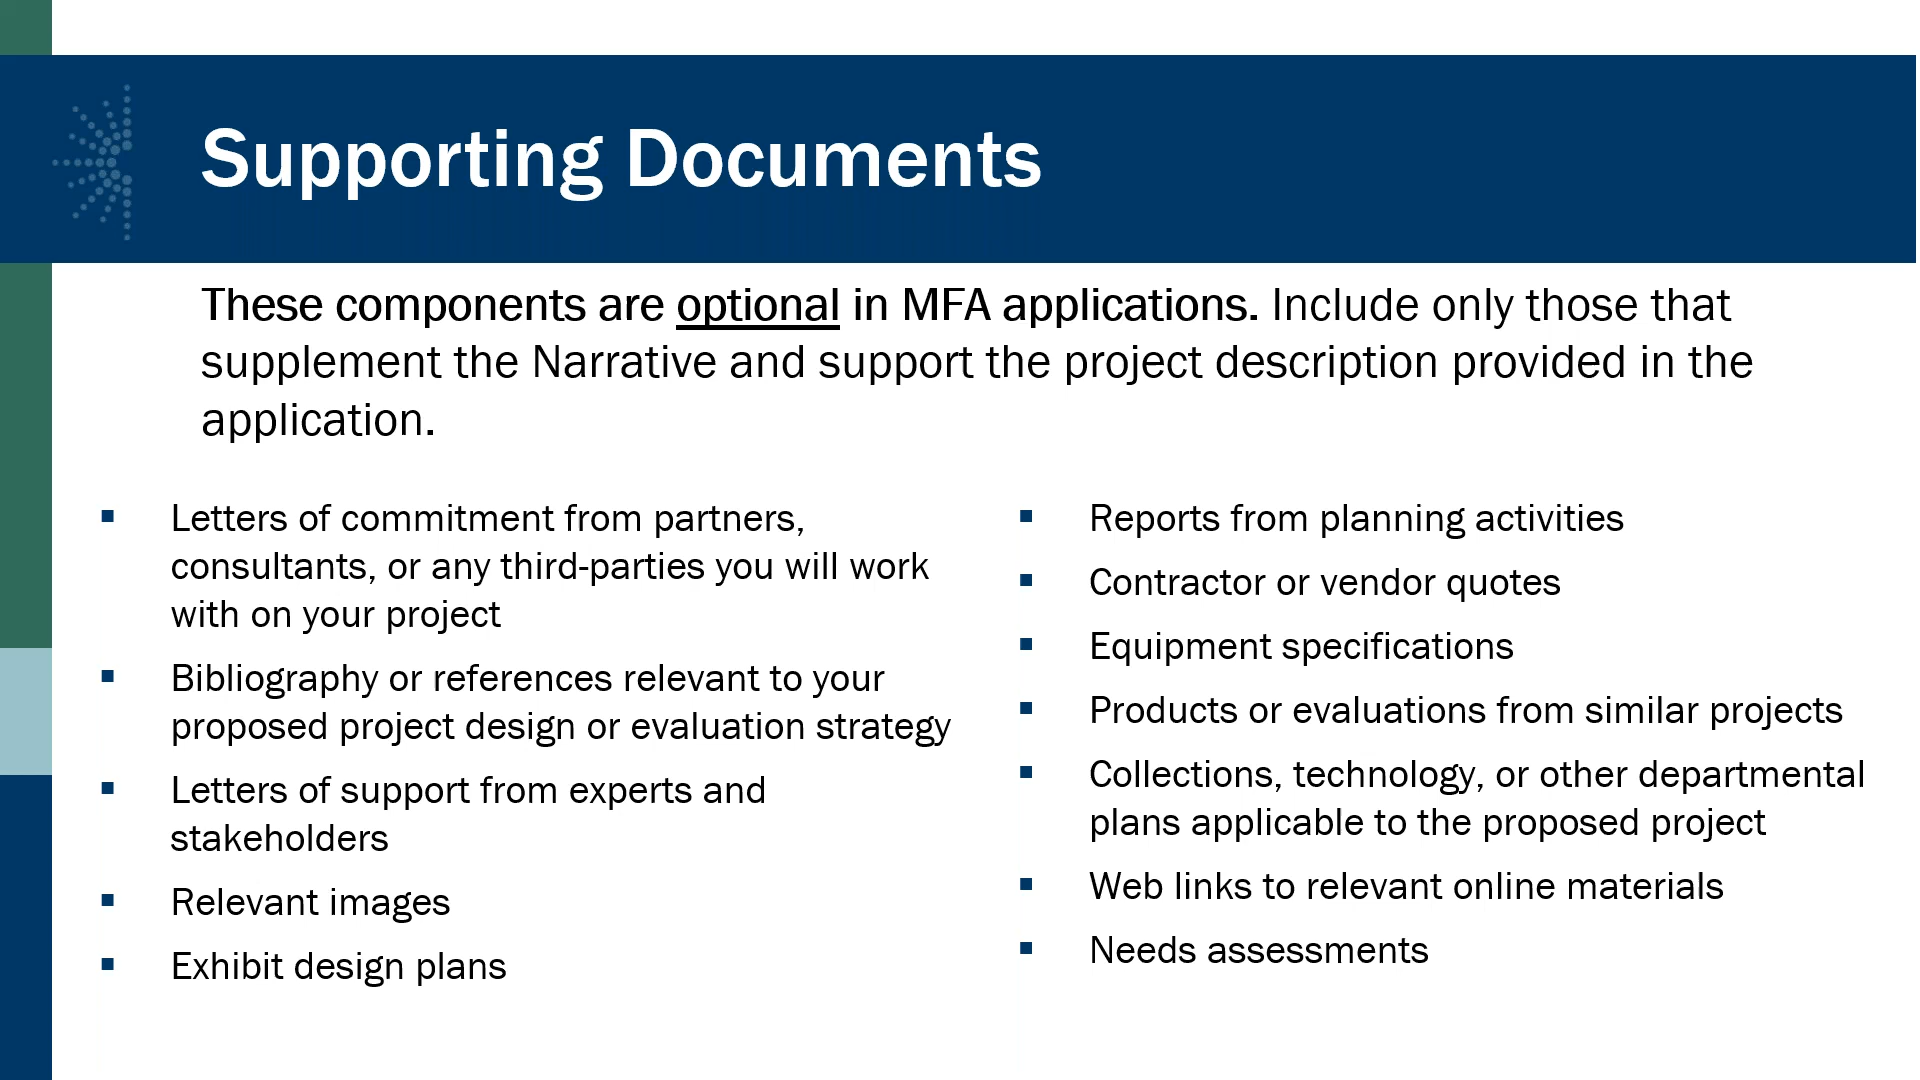 Supporting Documents
These components are optional in MFA applications. Include only those that
supplement the Narrative and support the project description provided in the
application.
▪ Letters of commitment from partners,
consultants, or any third-parties you will work
with on your project
▪ Bibliography or references relevant to your
proposed project design or evaluation strategy
▪ Letters of support from experts and
stakeholders
▪ Relevant images
▪ Exhibit design plans
▪ Reports from planning activities
▪ Contractor or vendor quotes
▪ Equipment specifications
▪ Products or evaluations from similar projects
▪ Collections, technology, or other departmental
plans applicable to the proposed project
▪ Web links to relevant online materials
▪ Needs assessments